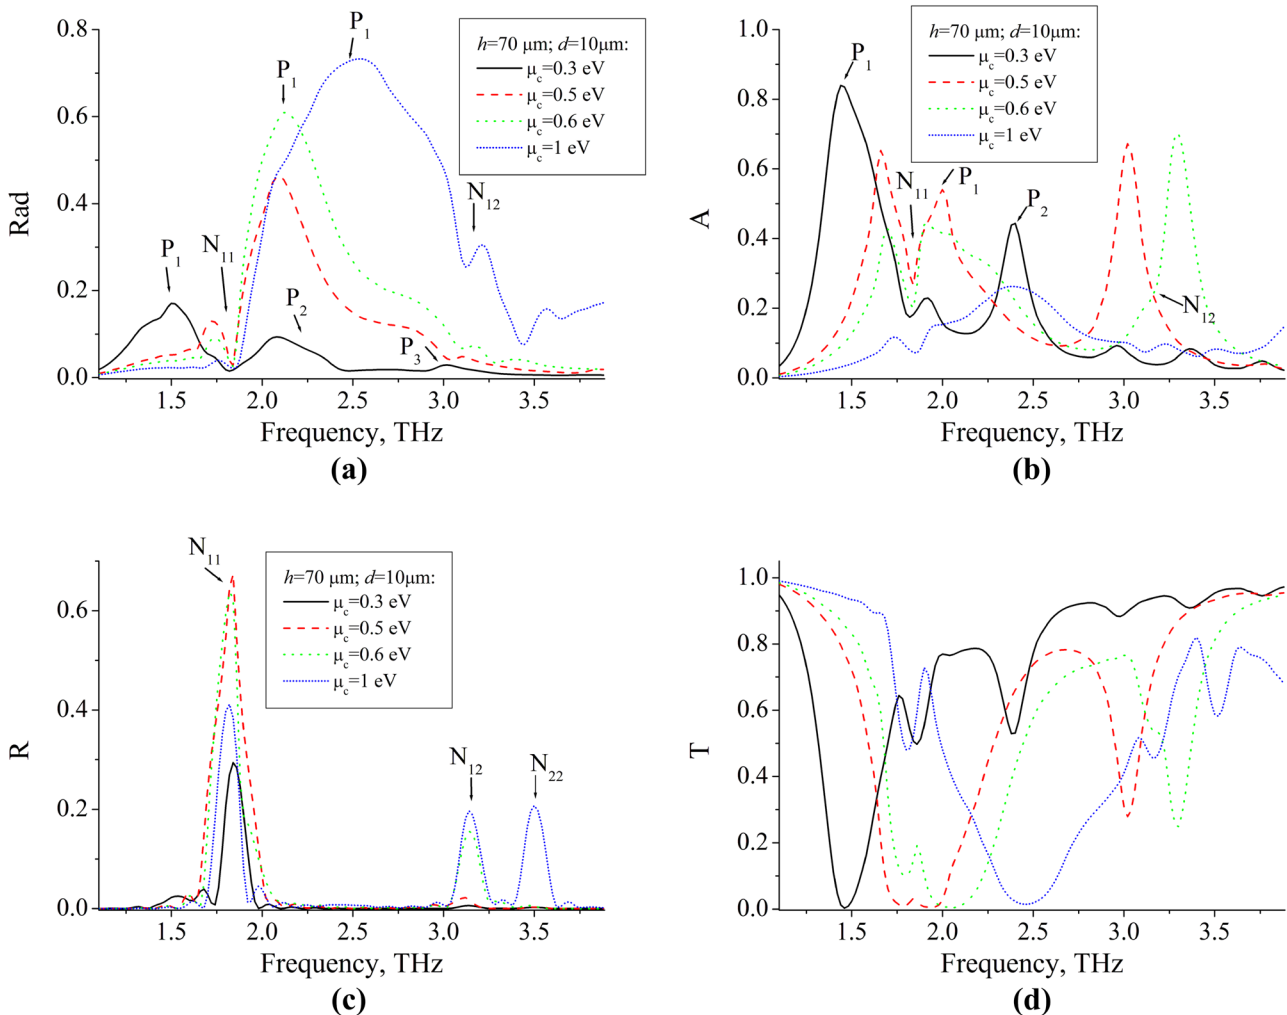 0.8
0.6
0.4
0.2
0.0
Rad
P1
P1
P1
N11
P2
P3
N12
h=70 μm; d=10μm:
μc=0.3 eV
μc=0.5 eV
μc=0.6 eV
μc=1 eV
1.5 2.0 2.5 3.0 3.5
Frequency, THz
(a)
1.0
0.8
0.6
0.4
0.2
0.0
A
P1
N11
P1
P2
N12
h=70 μm; d=10μm:
μc=0.3 eV
μc=0.5 eV
μc=0.6 eV
μc=1 eV
1.5 2.0 2.5 3.0 3.5
Frequency, THz
(b)
0.6
0.4
0.2
0.0
R
N11
N12
N22
h=70 μm; d=10μm:
μc=0.3 eV
μc=0.5 eV
μc=0.6 eV
μc=1 eV
1.5 2.0 2.5 3.0 3.5
Frequency, THz
(c)
1.0
0.8
0.6
0.4
0.2
0.0
T
1.5 2.0 2.5 3.0 3.5
Frequency, THz
(d)